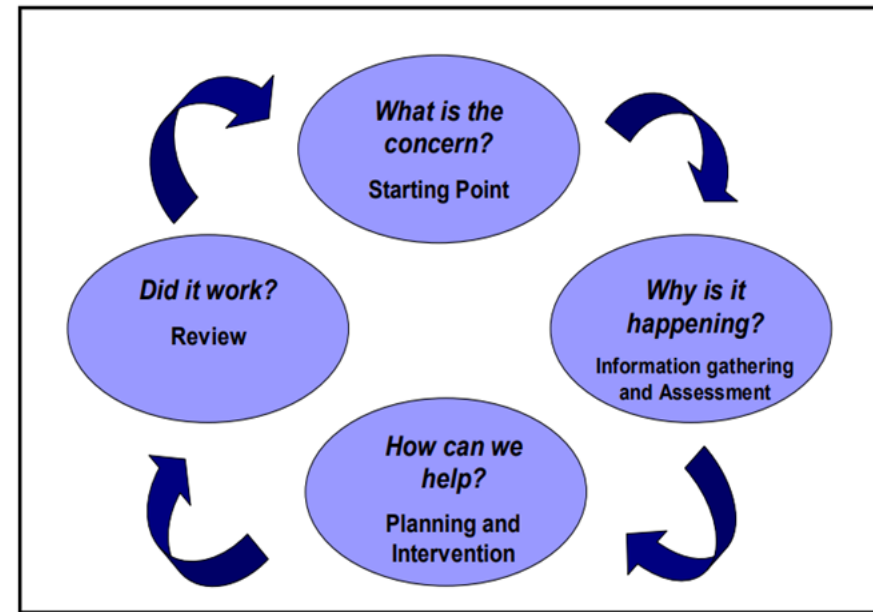 What is the
concern?
Starting Point
Why is it
happening?
Information gathering
and Assessment
How can we
help?
Planning and
Intervention
Did it work?
Review